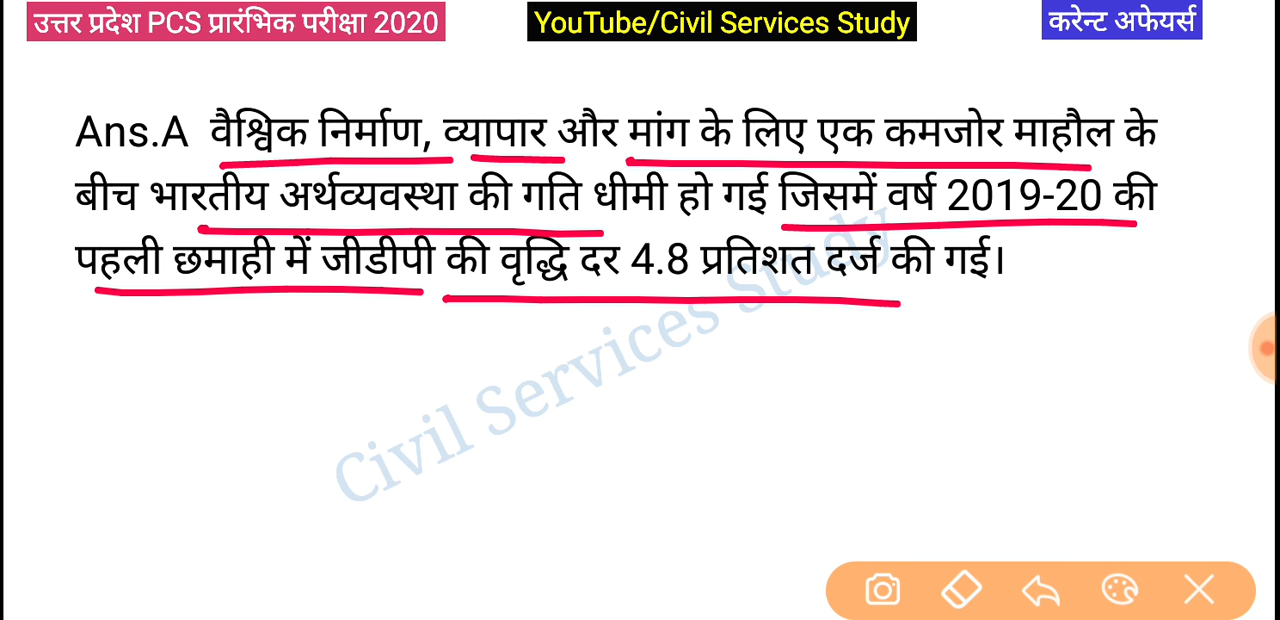 उत्तर प्रदेश PCS प्रारंभिक परीक्षा 2020
YouTube/Civil Services Study
करेन्ट अफेयर्स
Ans.A वैश्विक निर्माण, व्यापार और मांग के लिए एक कमजोर माहौल के
बीच भारतीय अर्थव्यवस्था की गति धीमी हो गई जिसमें वर्ष 2019-20 की
पहली छमाही में जीडीपी की वृद्धि दर 4.8 प्रतिशत दर्ज की गई।
Civil Services Study